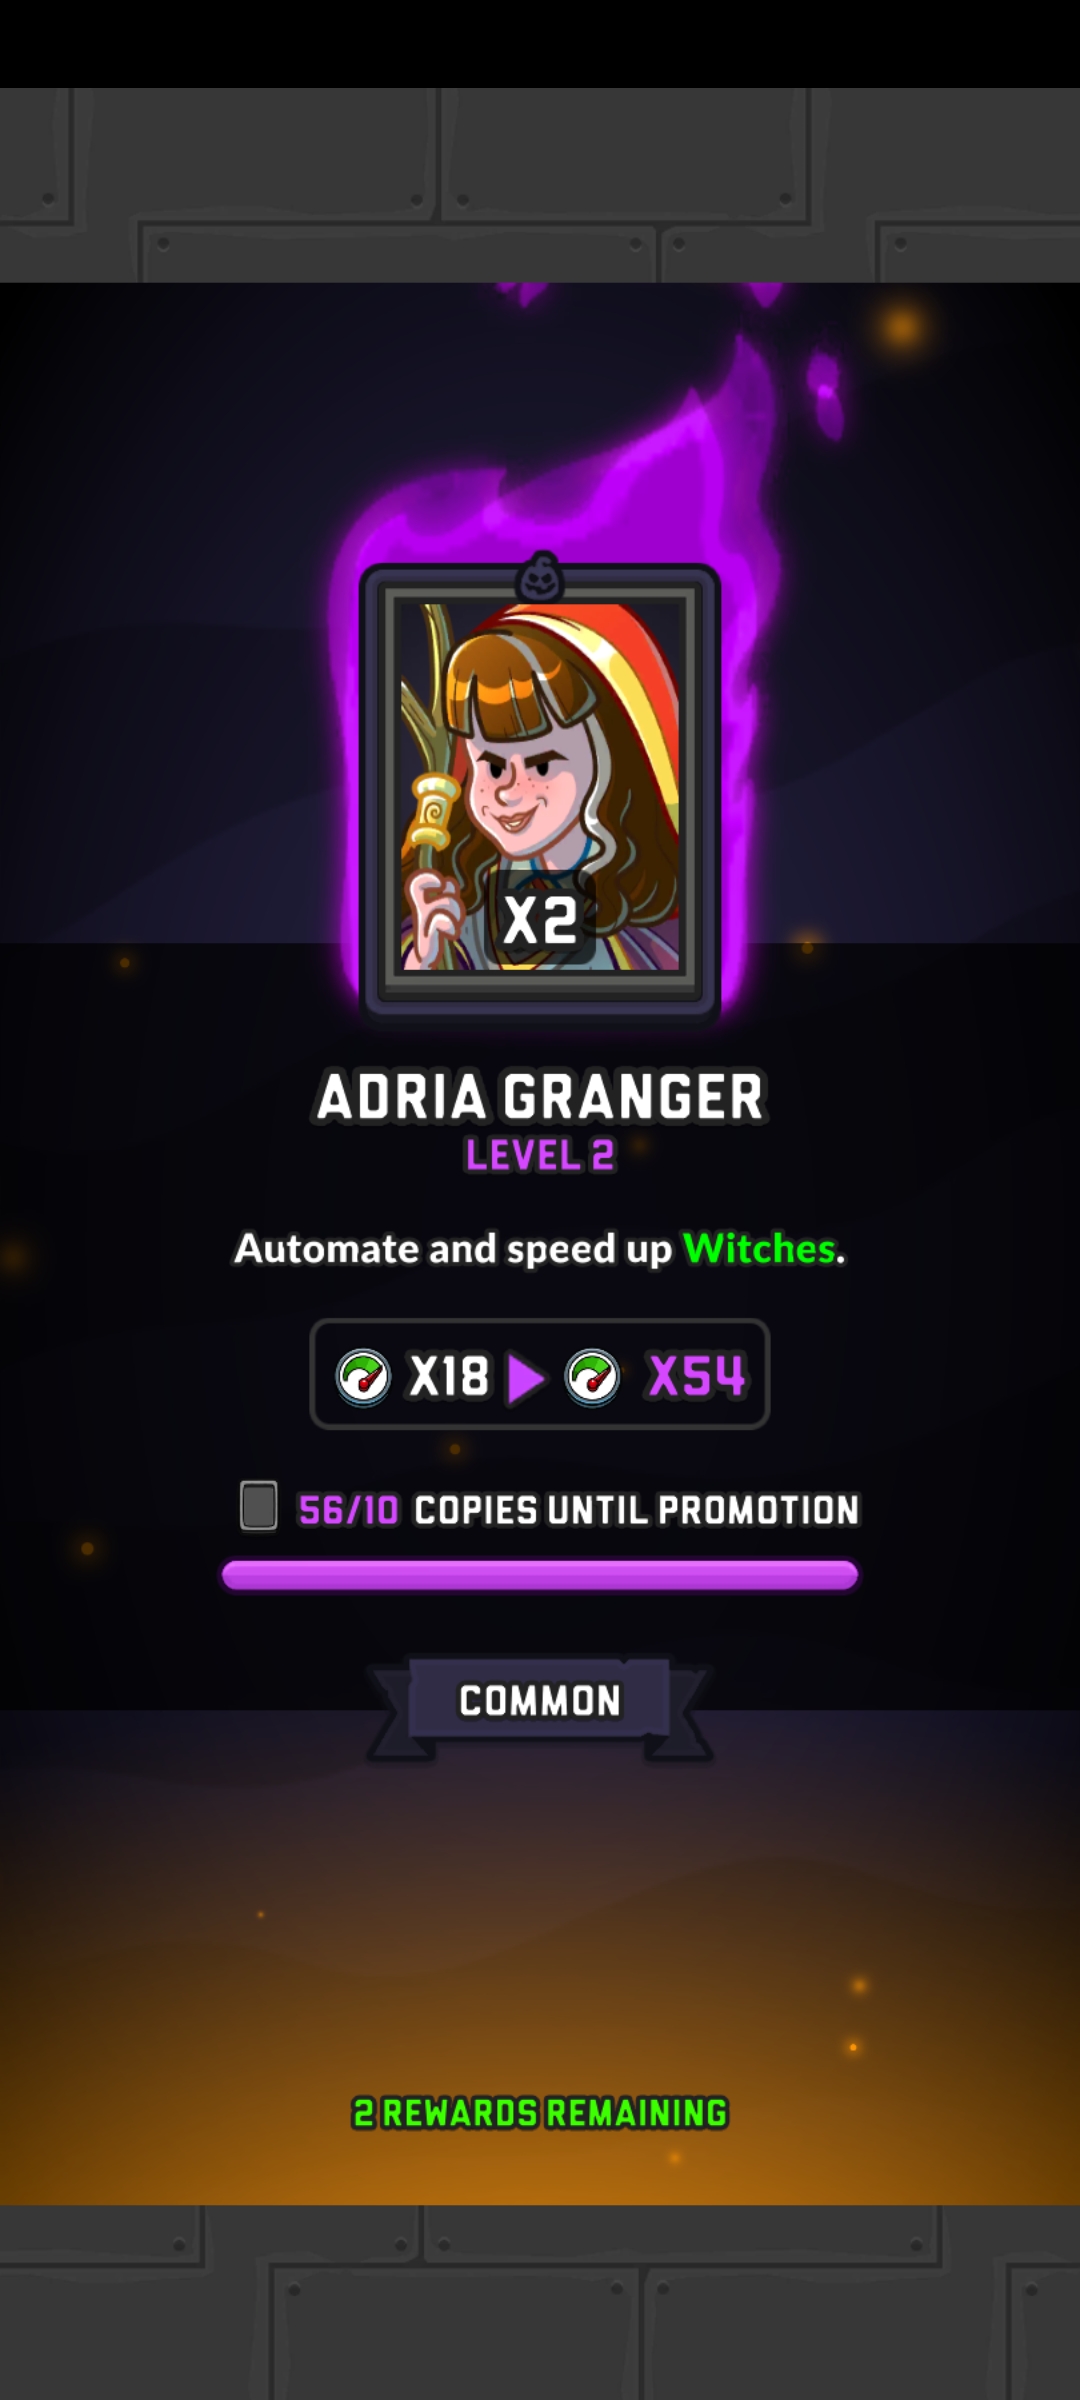 X2
ADRIA GRANGER
LEVEL 2
Automate and speed up Witches.
X18 X54
56/10 COPIES UNTIL PROMOTION
COMMON
2 REWARDS REMAINING